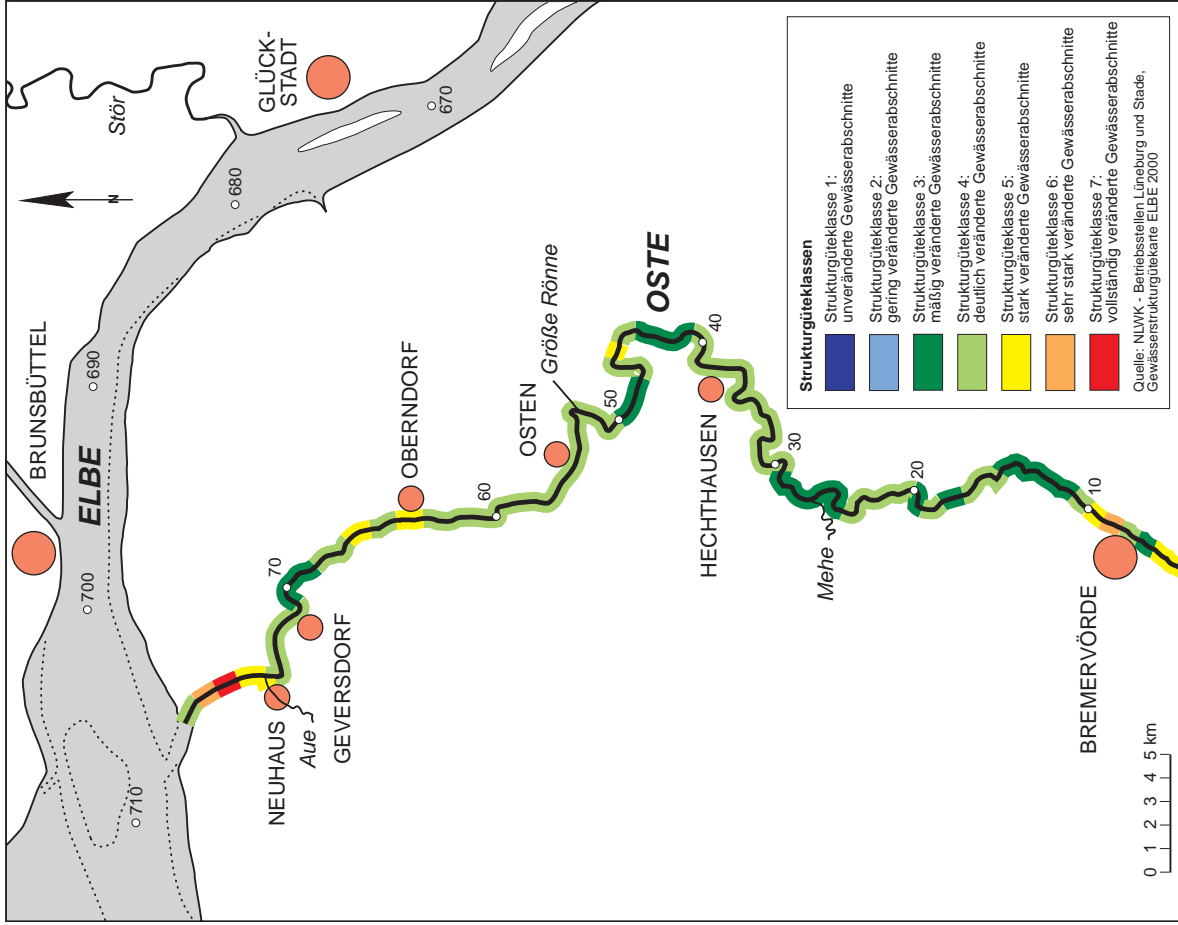 BRUNSBÜTTEL
ELBE
GLÜCK-
STADT
Stör
N
670
680
690
700
710
NEUHAUS
Aue
GEVERSDORF
70
OBERNDORF
60
OSTEN
Größe Rönne
50
OSTE
40
HECHTHAUSEN
30
Mehe
20
10
BREMERVÖRDE
0 1 2 3 4 5 km
Strukturgüteklassen
Strukturgüteklasse 1:
unveränderte Gewässerabschnitte
Strukturgüteklasse 2:
gering veränderte Gewässerabschnitte
Strukturgüteklasse 3:
mäßig veränderte Gewässerabschnitte
Strukturgüteklasse 4:
deutlich veränderte Gewässerabschnitte
Strukturgüteklasse 5:
stark veränderte Gewässerabschnitte
Strukturgüteklasse 6:
sehr stark veränderte Gewässerabschnitte
Strukturgüteklasse 7:
vollständig veränderte Gewässerabschnitte
Quelle: NLWK - Betriebsstellen Lüneburg und Stade,
Gewässerstrukturgütekarte ELBE 2000